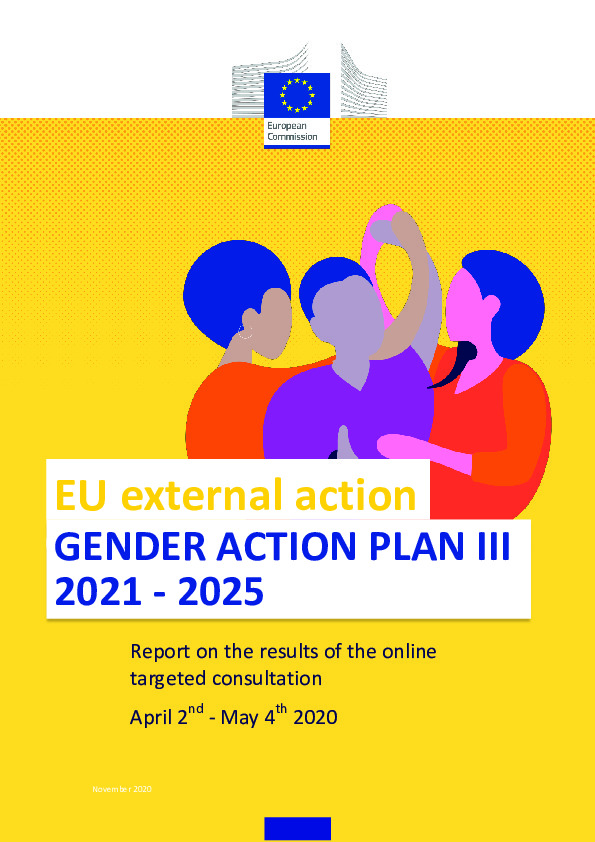 European
Commission
EU external action
GENDER ACTION PLAN III
2021 - 2025
Report on the results of the online
targeted consultation
April 2nd - May 4th 2020
November 2020